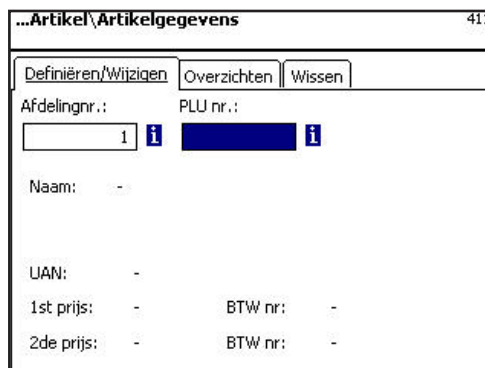 ...Artikel\Artikelgegevens 411
Definiëren/Wijzigen Overzichten Wissen
Afdelingnr.: PLU nr.:
1 i i
Naam: -
UAN: -
1st prijs: - BTW nr: -
2de prijs: - BTW nr: -